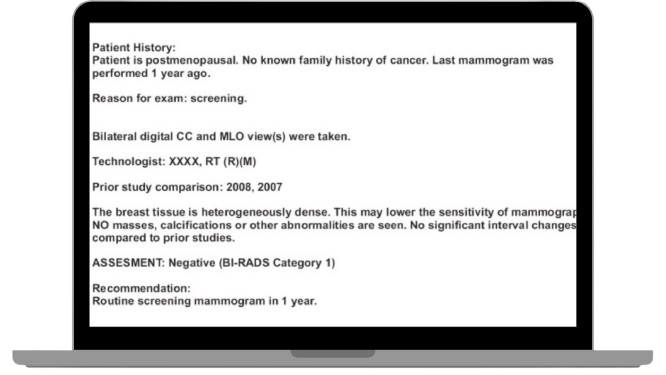 Patient History:
Patient is postmenopausal. No known family history of cancer. Last mammogram was
performed 1 year ago.
Reason for exam: screening.
Bilateral digital CC and MLO view(s) were taken.
Technologist: XXXX, RT (R)(M)
Prior study comparison: 2008, 2007
The breast tissue is heterogeneously dense. This may lower the sensitivity of
NO masses, calcifications or other abnormalities are seen. No significant interval changes
compared to prior studies.
ASSESMENT: Negative (BI-RADS Category 1)
Recommendation:
Routine screening mammogram in 1 year.